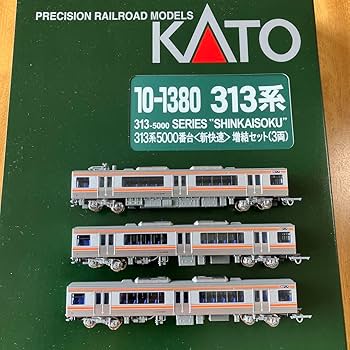 PRECISION RAILROAD MODELS
KATO
10-1380 313系
313-5000 SERIES "SHINKAISOKU"
313系5000番台<新快速> 増結セット(3両)